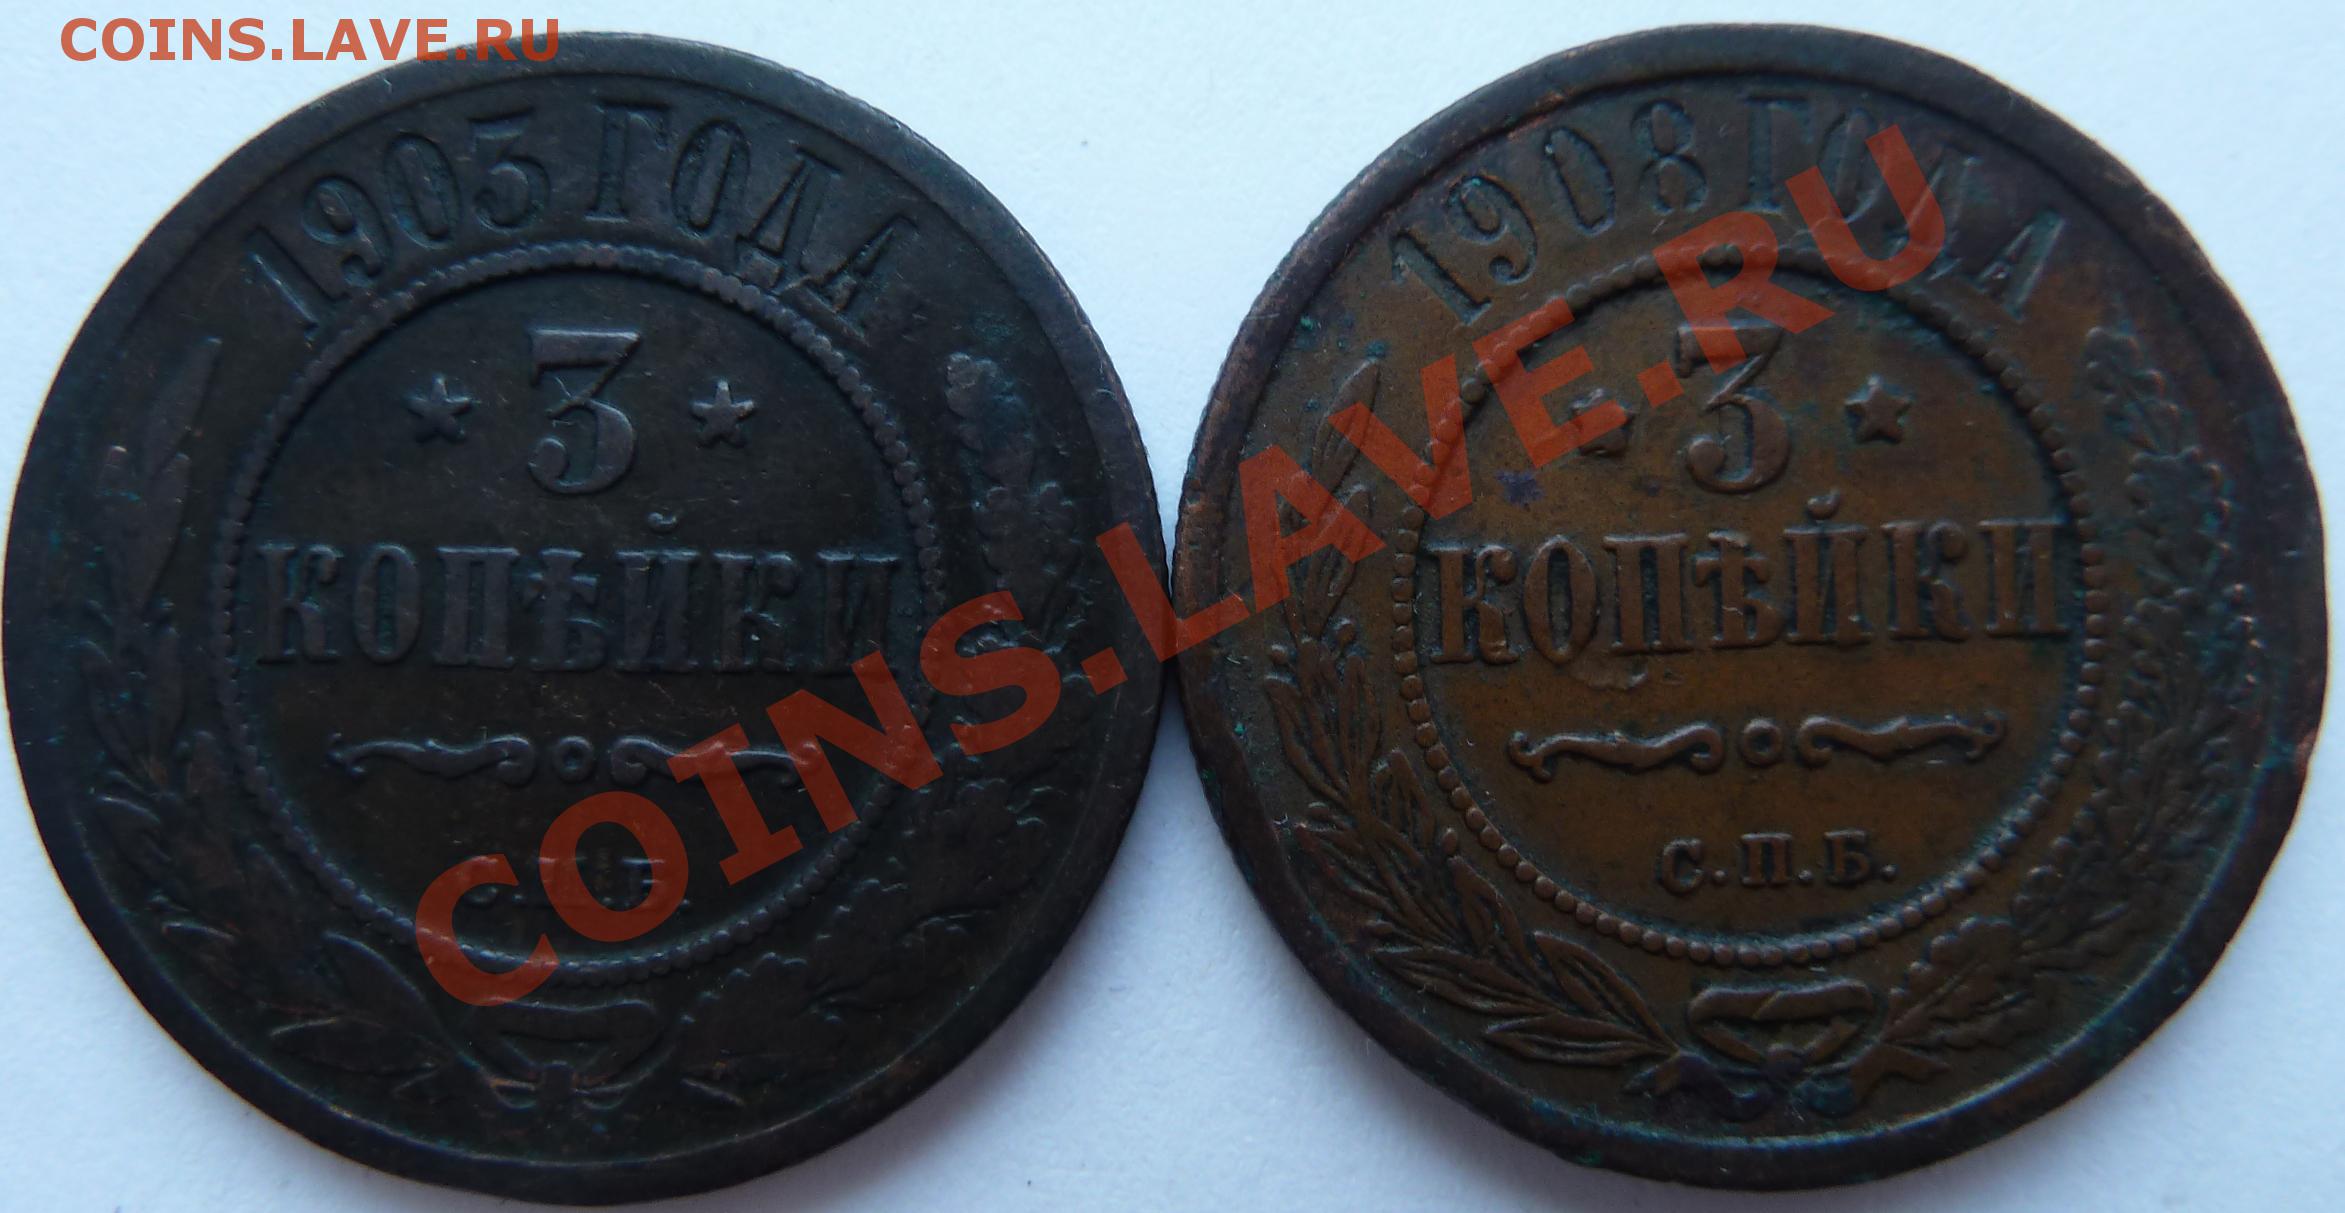 COINS.LAVE.RU
1903 ГОДА
3
КОПѢЙКИ
С.П.Б.
1908 ГОДА
3
КОПѢЙКИ
С.П.Б.
COINS.LAVE.RU